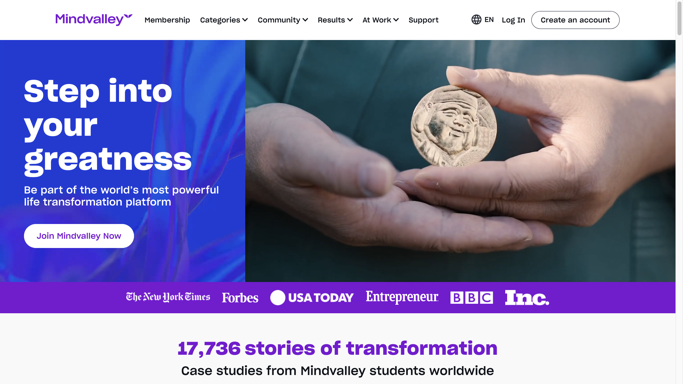 Mindvalley Membership Categories Community Results At Work Support EN Log In Create an account
Step into
your
greatness
Be part of the world's most powerful
life transformation platform
Join Mindvalley Now
The New York Times Forbes USA TODAY Entrepreneur BBC Inc.
17,736 stories of transformation
Case studies from Mindvalley students worldwide